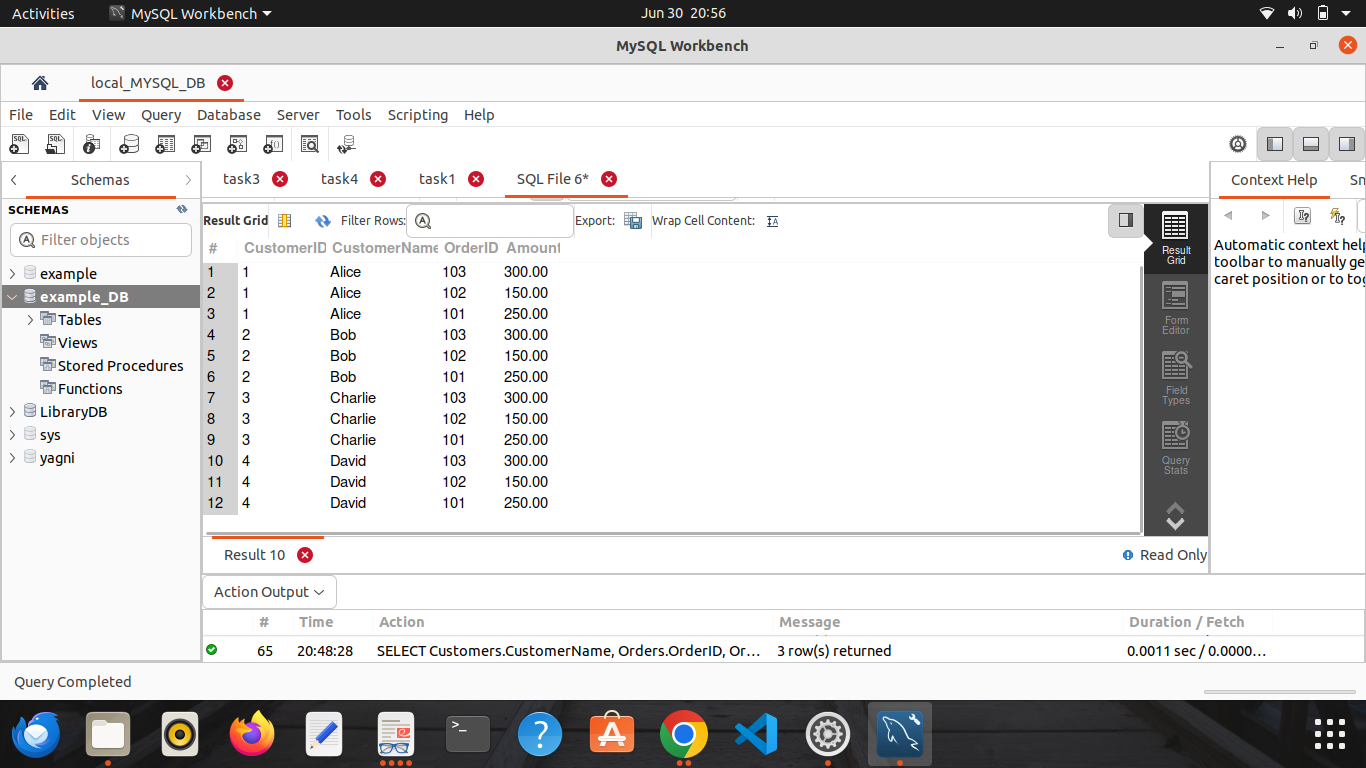 Activities MySQL Workbench Jun 30 20:56
MySQL Workbench
local_MYSQL_DB
File Edit View Query Database Server Tools Scripting Help
Schemas
SCHEMAS
Filter objects
example
example_DB
Tables
Views
Stored Procedures
Functions
LibraryDB
sys
yagni
task3 task4 task1 SQL File 6*
Result Grid Filter Rows: Export: Wrap Cell Content:
# CustomerID CustomerName OrderID Amount
1 1 Alice 103 300.00
2 1 Alice 102 150.00
3 1 Alice 101 250.00
4 2 Bob 103 300.00
5 2 Bob 102 150.00
6 2 Bob 101 250.00
7 3 Charlie 103 300.00
8 3 Charlie 102 150.00
9 3 Charlie 101 250.00
10 4 David 103 300.00
11 4 David 102 150.00
12 4 David 101 250.00
Result
Grid
Form
Editor
Field
Types
Query
Stats
Result 10 Read Only
Context Help Sn
Automatic context help
toolbar to manually ge
caret position or to tog
Action Output
# Time Action Message Duration / Fetch
65 20:48:28 SELECT Customers.CustomerName, Orders.OrderID, Or... 3 row(s) returned 0.0011 sec / 0.0000...
Query Completed